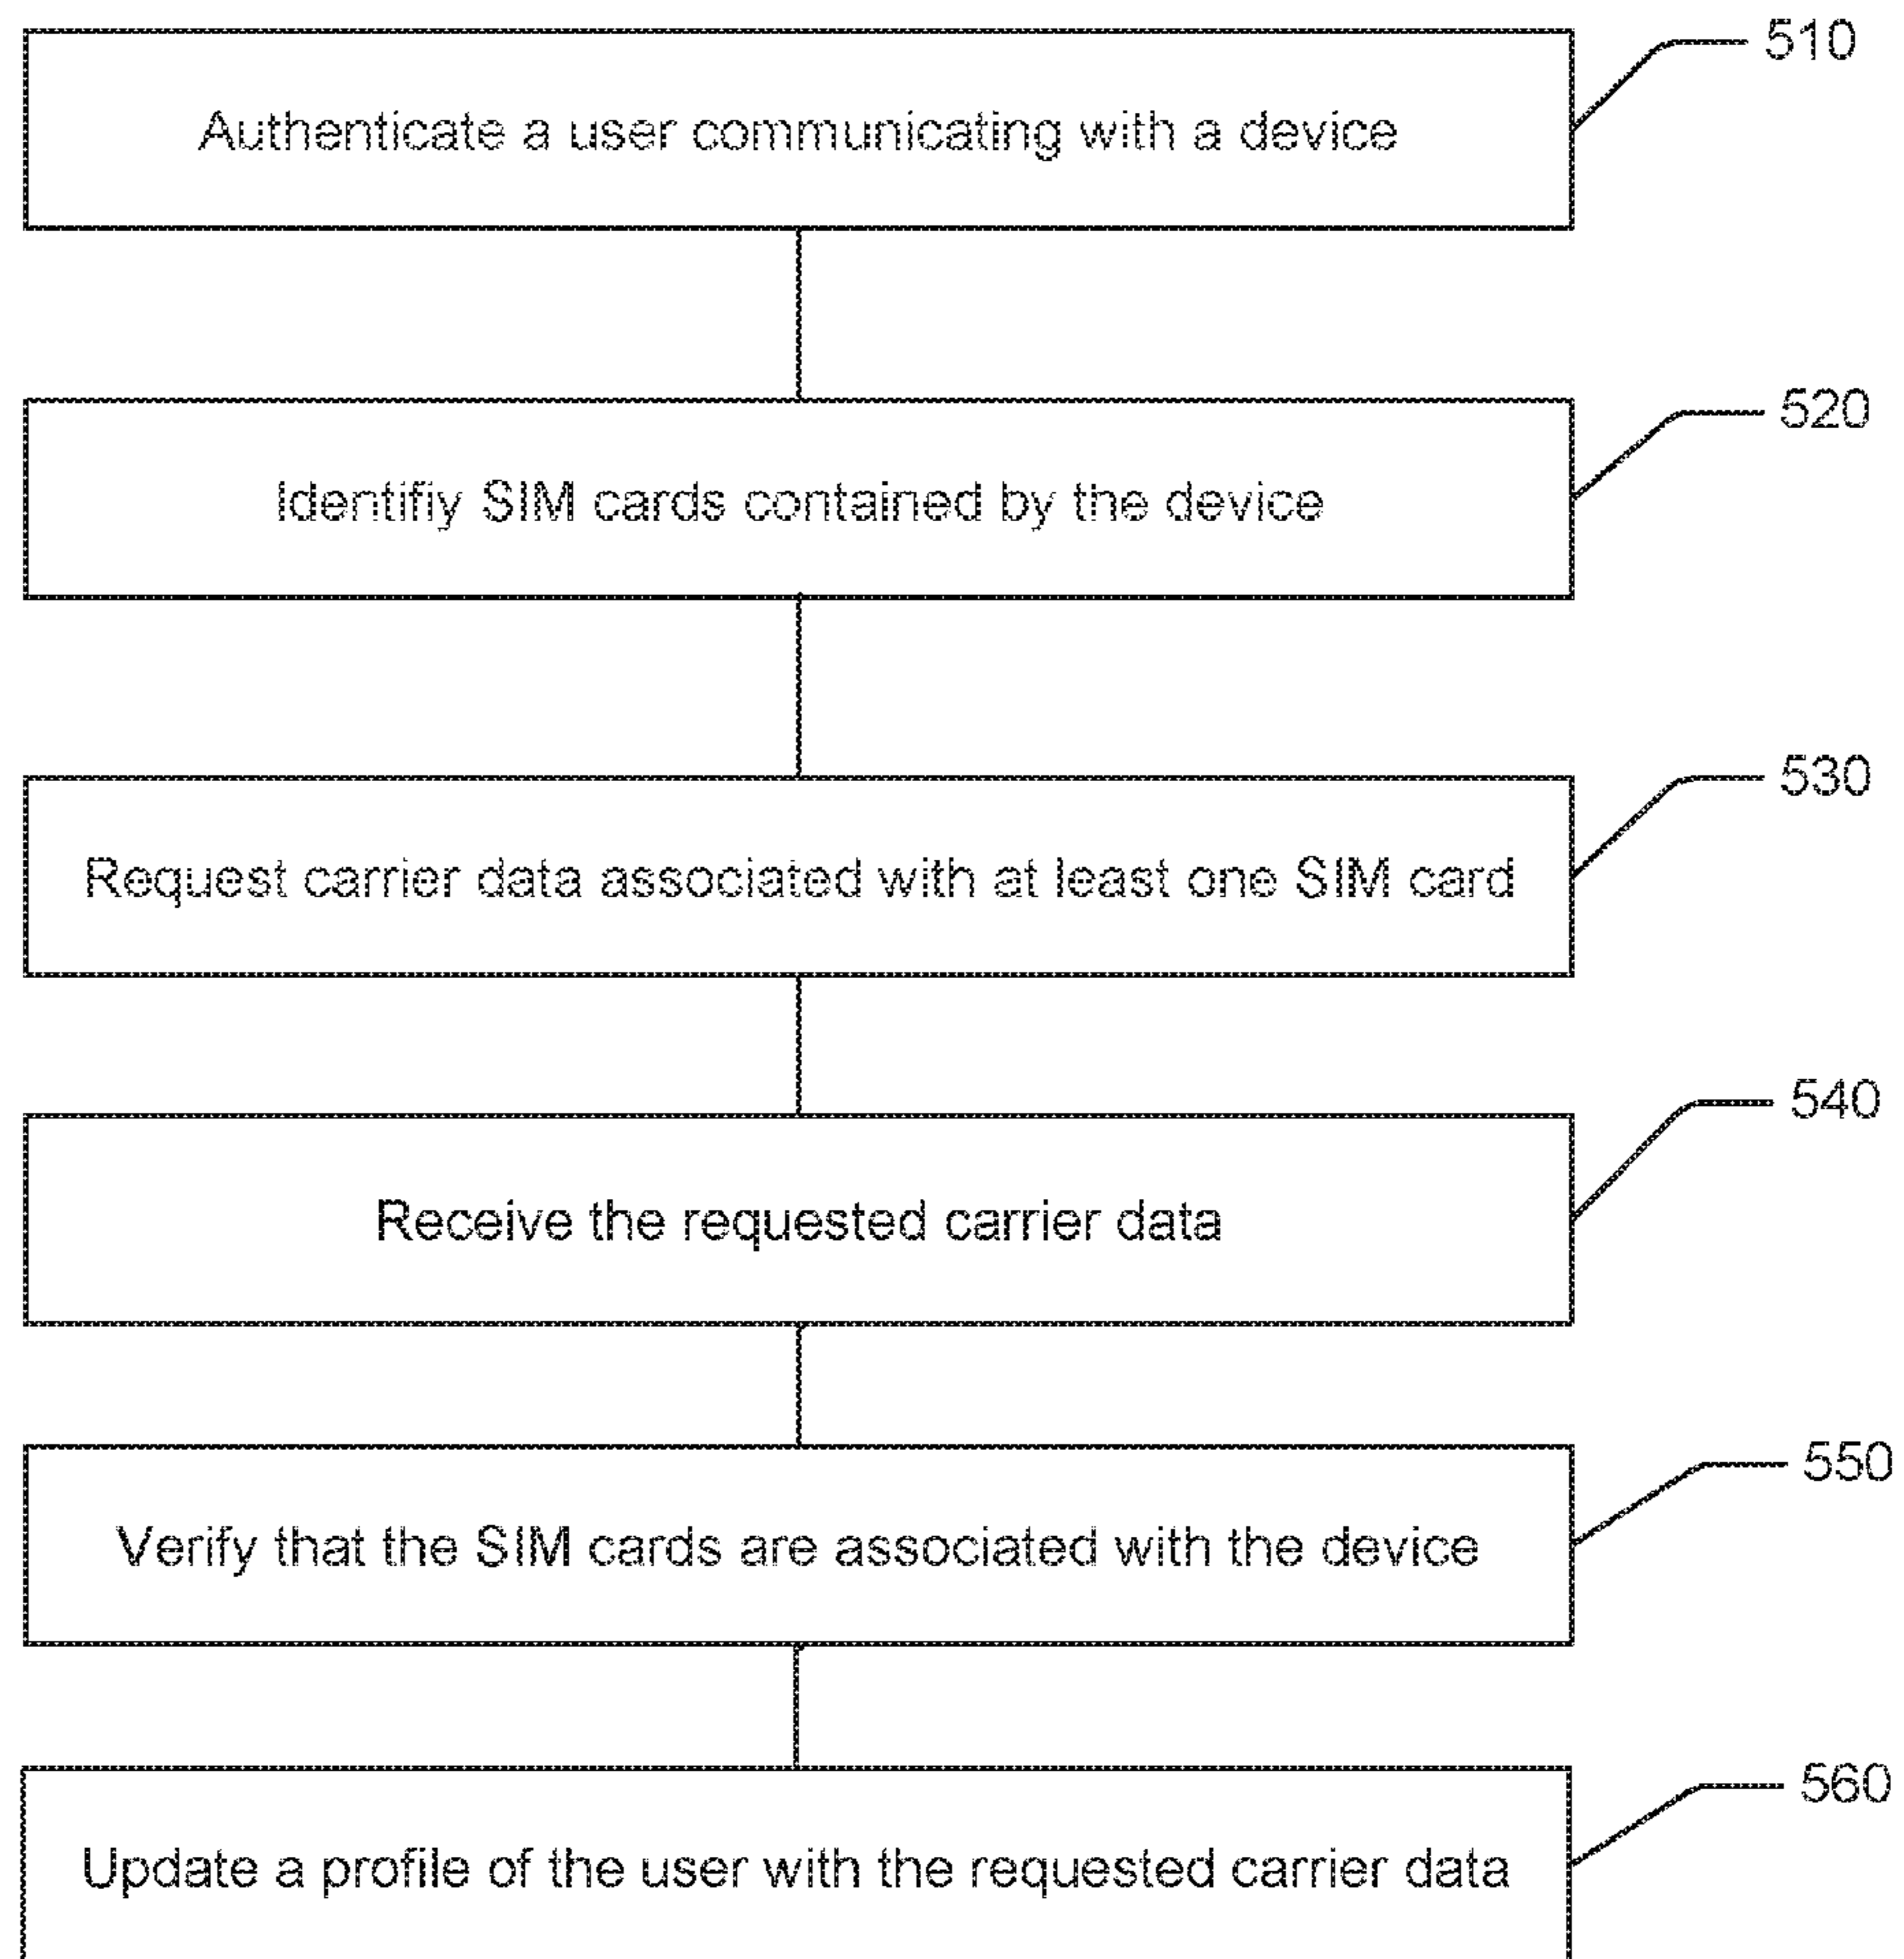 510
Authenticate a user communicating with a device
520
Identifiy SIM cards contained by the device
530
Request carrier data associated with at least one SIM card
540
Receive the requested carrier data
550
Verify that the SIM cards are associated with the device
560
Update a profile of the user with the requested carrier data